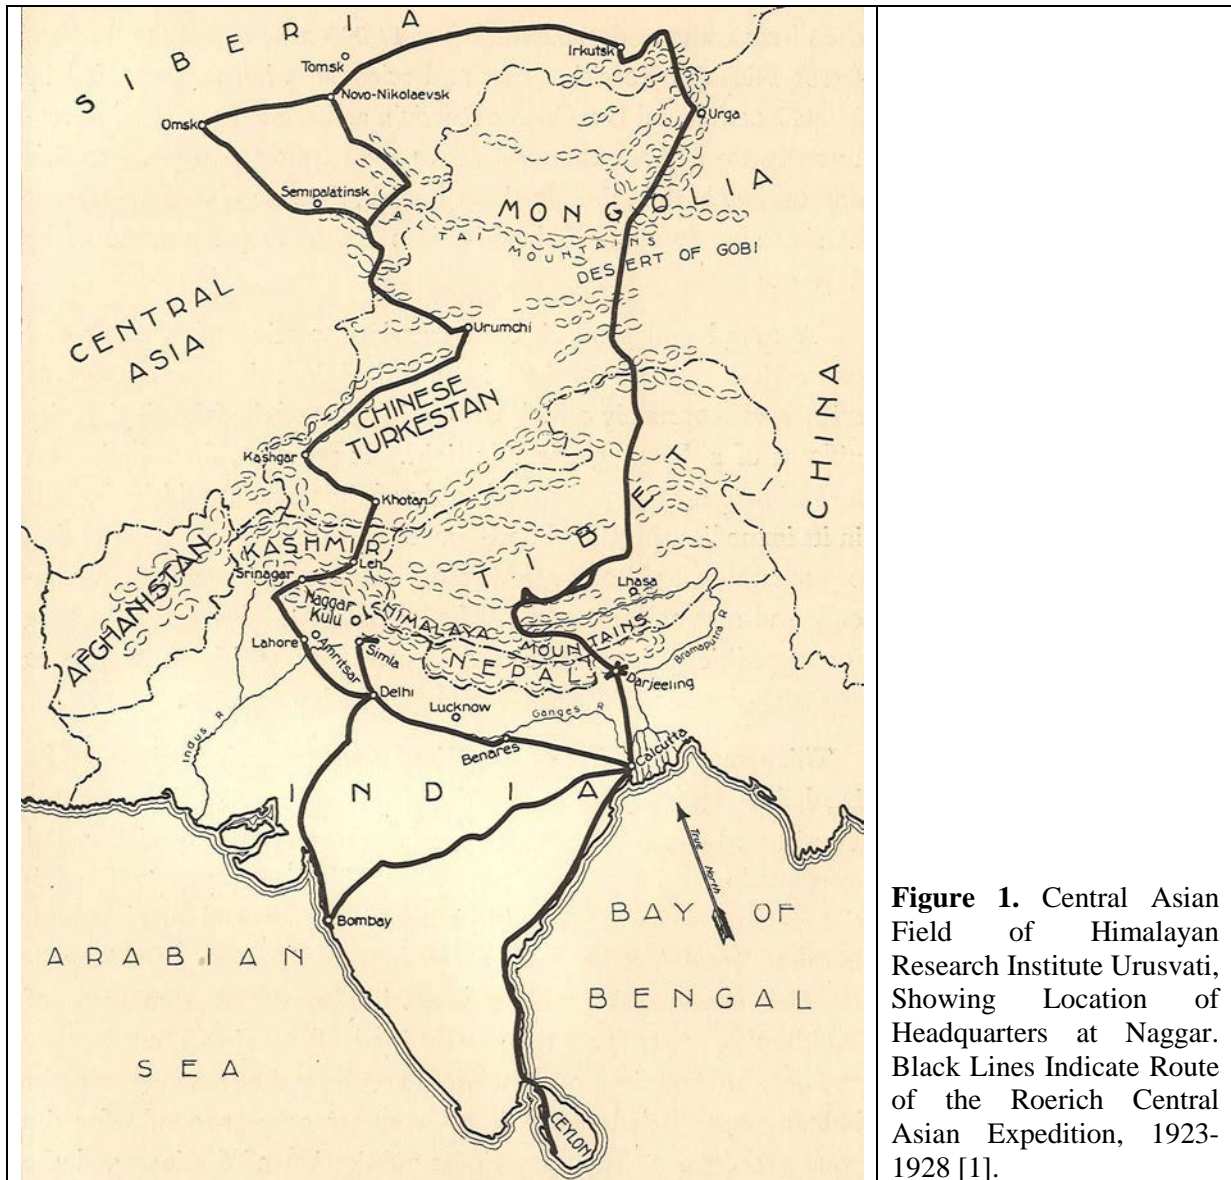 SIBERIA
Irkutsk
Tomsk
Novo-Nikolaevsk
Omsk
Urga
Semipalatinsk
MONGOLIA
ALTAI MOUNTAINS
DESERT OF GOBI
CENTRAL
ASIA
Urumchi
CHINESE
TURKESTAN
CHINA
Kashgar
Khotan
TIBET
KASHMIR
Leh
Srinagar
AFGHANISTAN
Lhasa
Naggar
Kulu
HIMALAYA
MOUNTAINS
Bramaputra R
Lahore
Amritsar
Simla
NEPAL
Darjeeling
Delhi
Lucknow
Ganges R
Indus R
Benares
Calcutta
INDIA
True North
Bombay
BAY OF
BENGAL
ARABIAN
SEA
CEYLON
Figure 1. Central Asian
Field of Himalayan
Research Institute Urusvati,
Showing Location of
Headquarters at Naggar.
Black Lines Indicate Route
of the Roerich Central
Asian Expedition, 1923-
1928 [1].